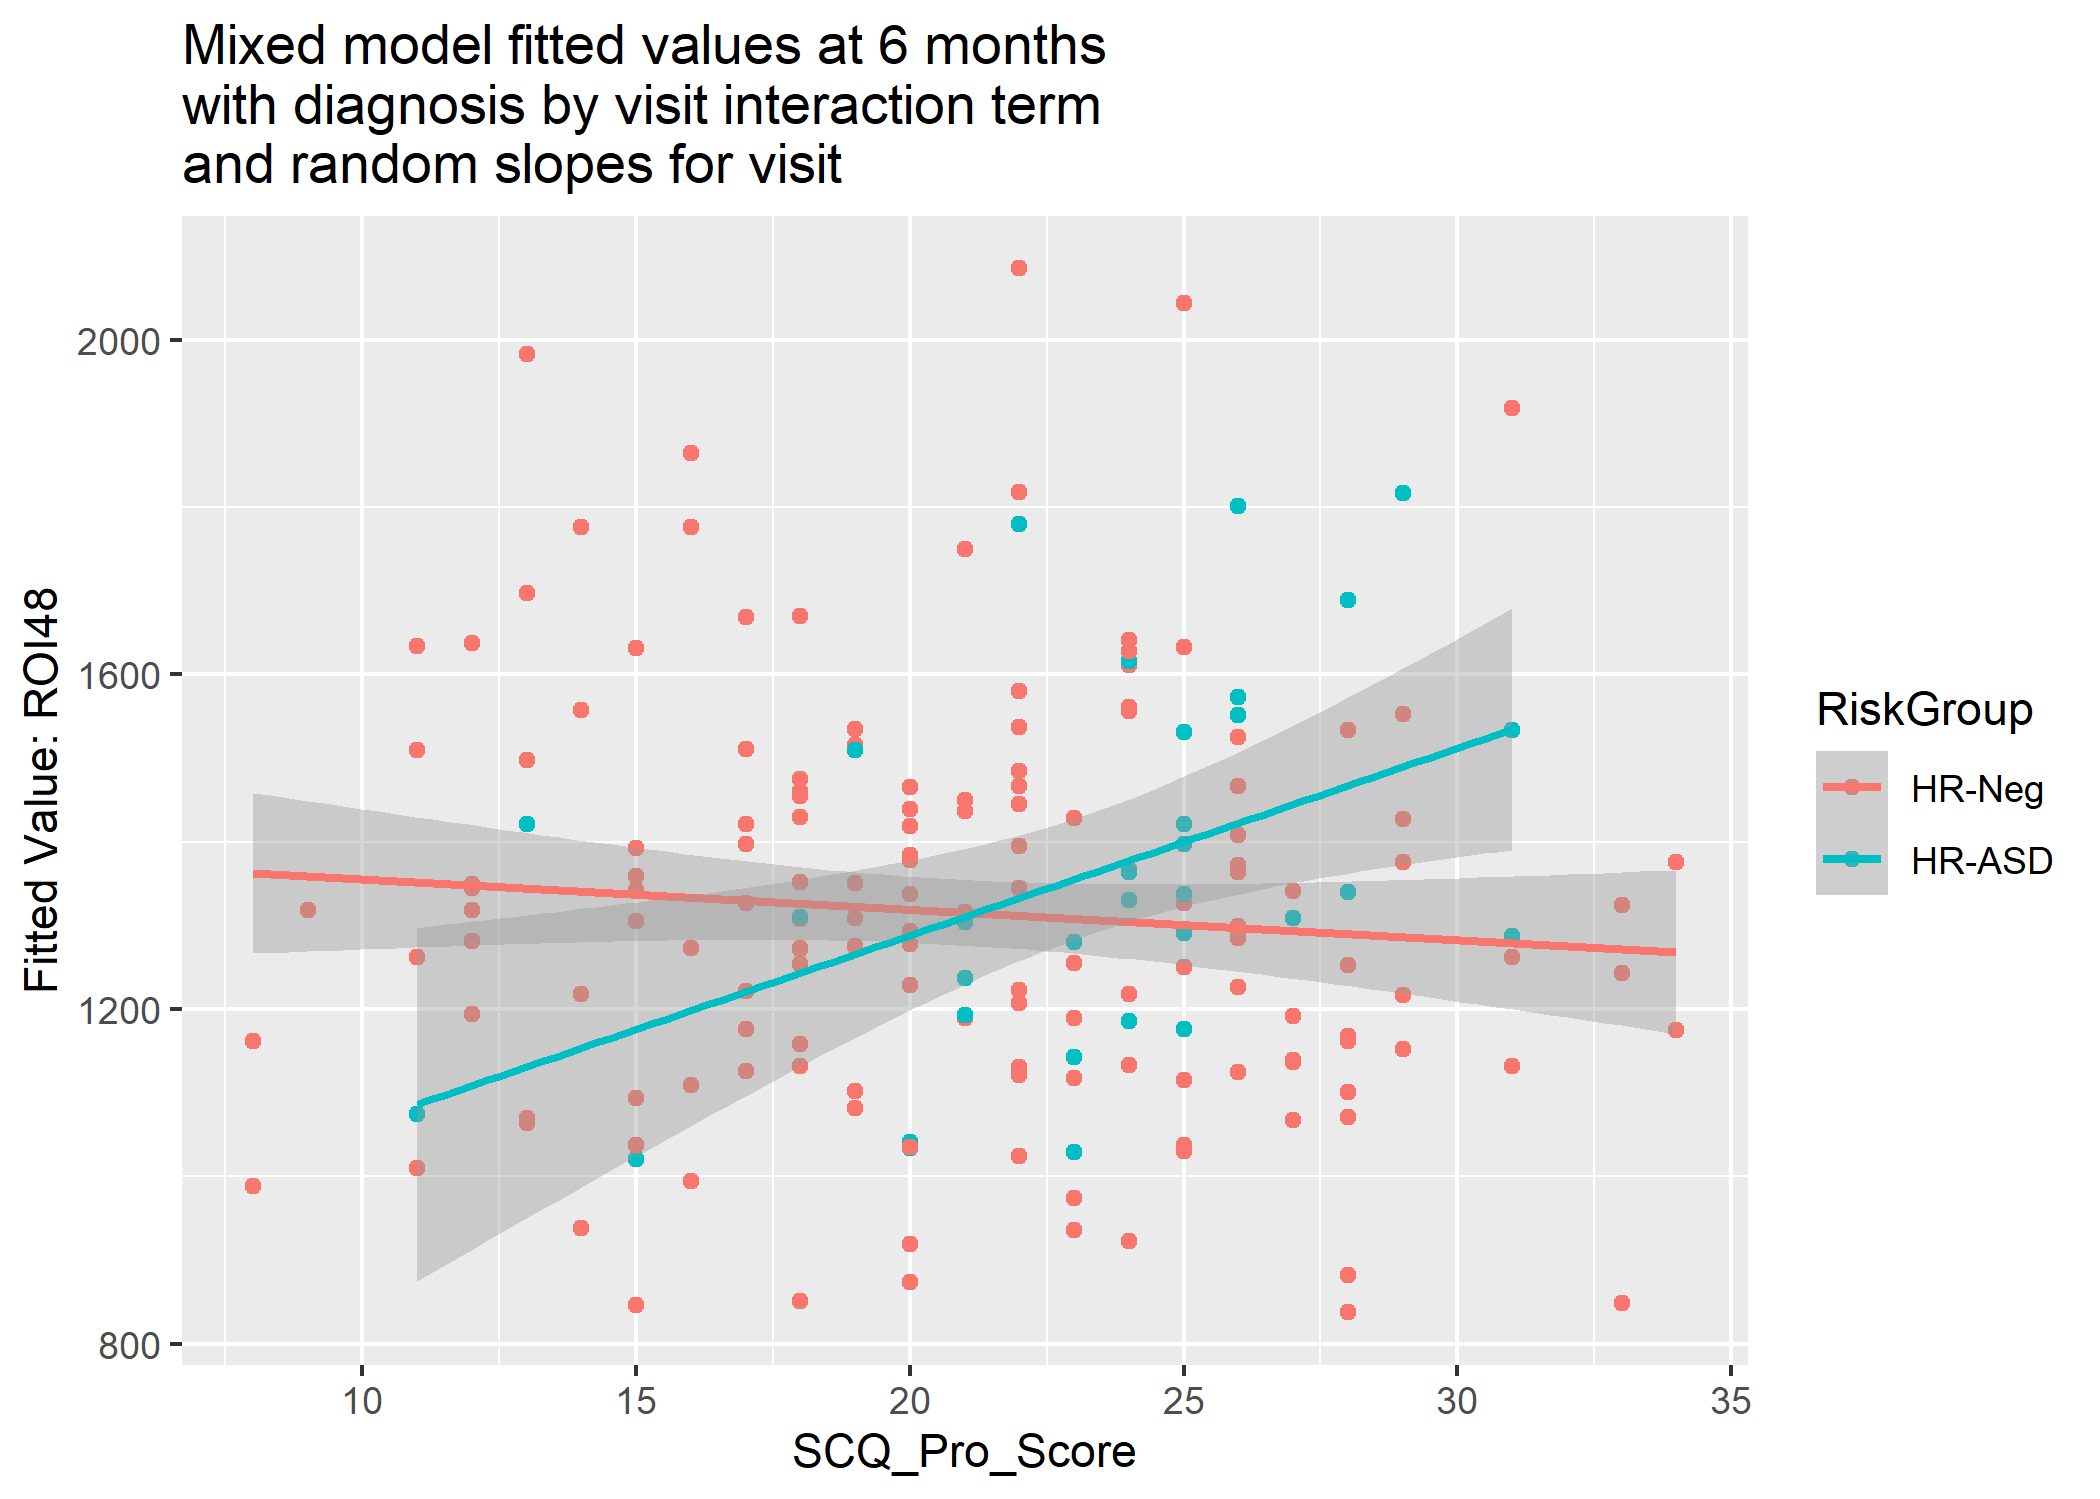 Mixed model fitted values at 6 months
with diagnosis by visit interaction term
and random slopes for visit
Fitted Value: ROI48
2000
1600
1200
800
10 15 20 25 30 35
SCQ_Pro_Score
RiskGroup
HR-Neg
HR-ASD